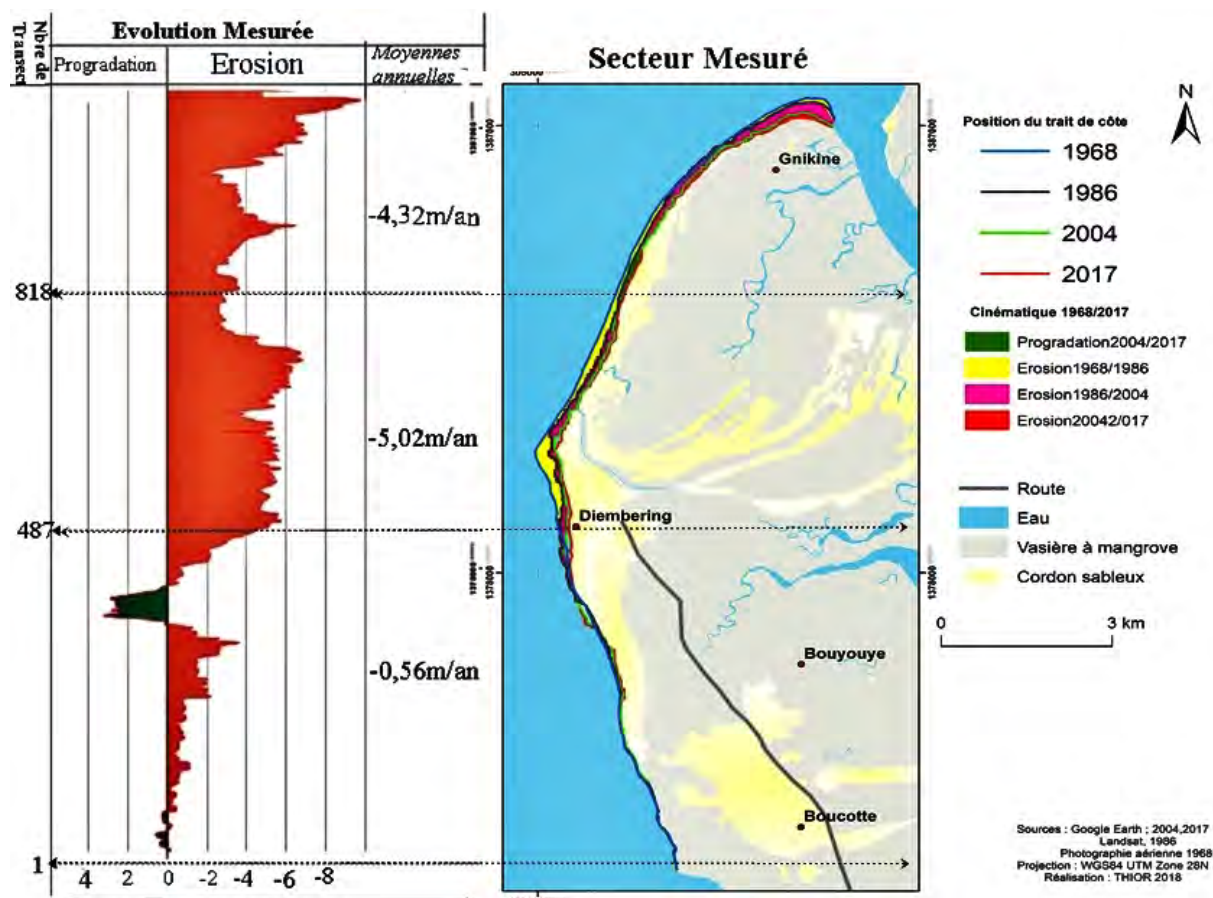 Evolution Mesurée
Nbre de
Transect
Progradation
Erosion
Moyennes
annuelles
-4,32m/an
818
-5,02m/an
487
-0,56m/an
1
4 2 0 -2 -4 -6 -8
Secteur Mesuré
1387000
1387000
Gnikine
Diembering
1378000
1378000
Bouyouye
Boucotte
N
Position du trait de côte
1968
1986
2004
2017
Cinématique 1968/2017
Progradation2004/2017
Erosion1968/1986
Erosion1986/2004
Erosion20042/017
Route
Eau
Vasière à mangrove
Cordon sableux
0 3 km
Sources : Google Earth ; 2004,2017
Landsat, 1986
Photographie aérienne 1968
Projection : WGS84 UTM Zone 28N
Réalisation : THIOR 2018